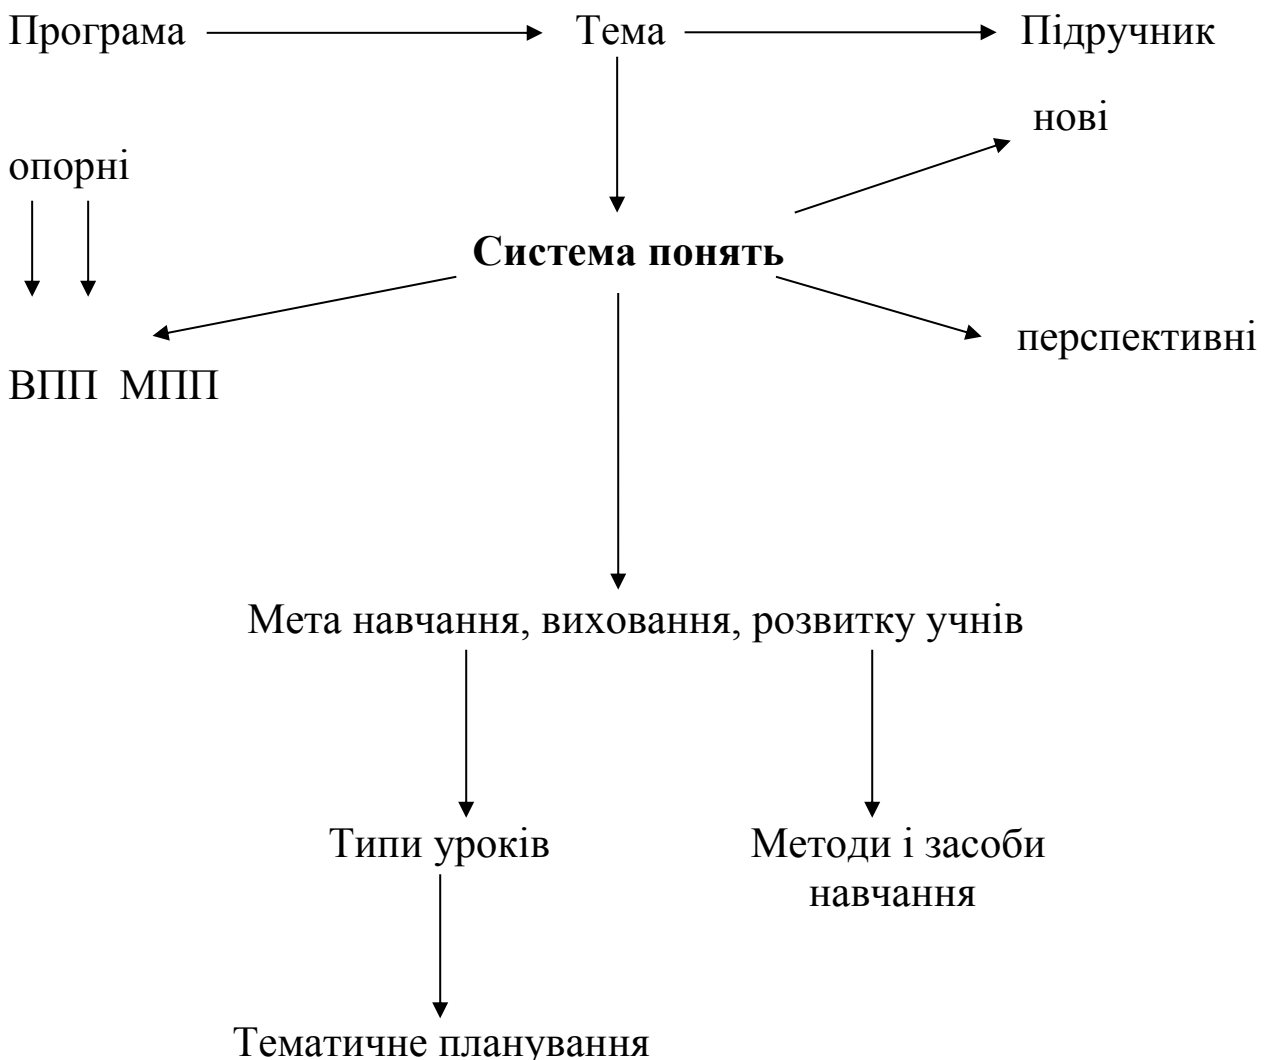 Програма Тема Підручник
нові
опорні
Система понять
перспективні
ВПП МПП
Мета навчання, виховання, розвитку учнів
Типи уроків Методи і засоби
навчання
Тематичне планування